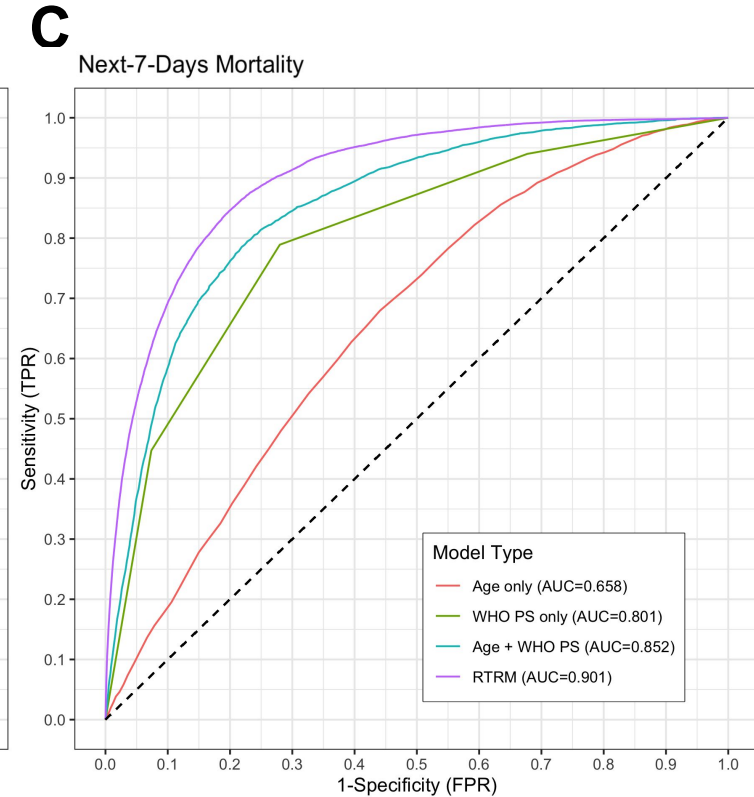 C
Next-7-Days Mortality
Sensitivity (TPR)
1.0
0.9
0.8
0.7
0.6
0.5
0.4
0.3
0.2
0.1
0.0
Model Type
Age only (AUC=0.658)
WHO PS only (AUC=0.801)
Age + WHO PS (AUC=0.852)
RTRM (AUC=0.901)
0.0 0.1 0.2 0.3 0.4 0.5 0.6 0.7 0.8 0.9 1.0
1-Specificity (FPR)